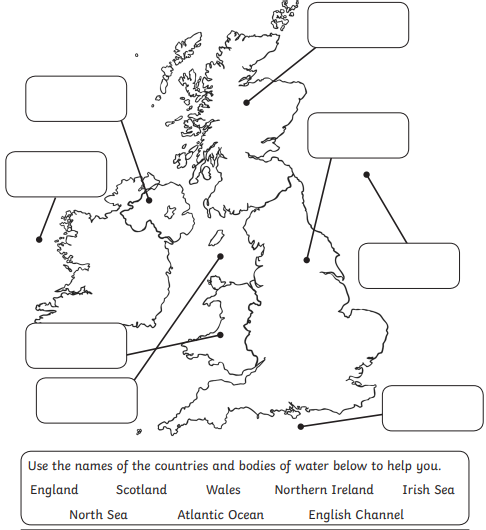 Use the names of the countries and bodies of water below to help you.
England Scotland Wales Northern Ireland Irish Sea
North Sea Atlantic Ocean English Channel